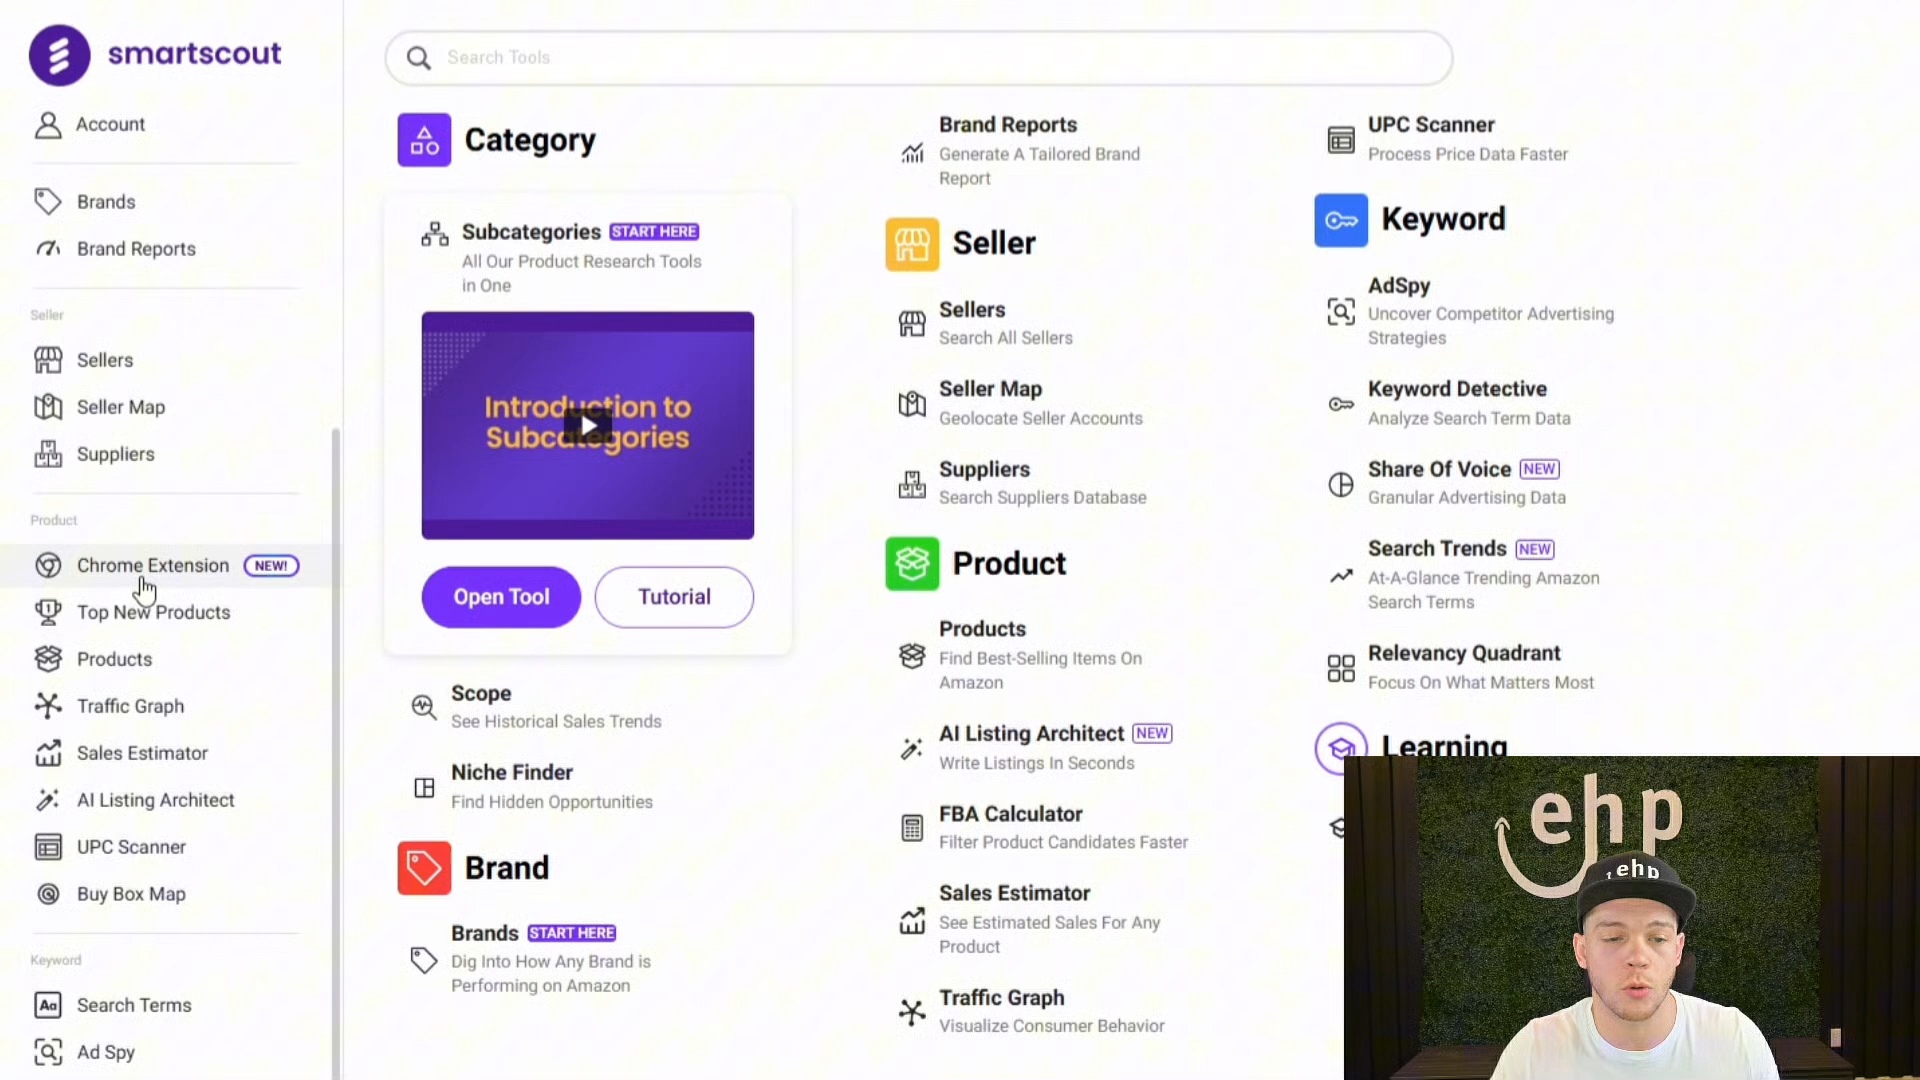 smartscout
Account
Brands
Brand Reports
Seller
Sellers
Seller Map
Suppliers
Product
Chrome Extension NEW!
Top New Products
Products
Traffic Graph
Sales Estimator
AI Listing Architect
UPC Scanner
Buy Box Map
Keyword
Aa Search Terms
Ad Spy
Search Tools
Category
Subcategories START HERE
All Our Product Research Tools
in One
Introduction to
Subcategories
Open Tool
Tutorial
Scope
See Historical Sales Trends
Niche Finder
Find Hidden Opportunities
Brand
Brands START HERE
Dig Into How Any Brand is
Performing on Amazon
Brand Reports
Generate A Tailored Brand
Report
Seller
Sellers
Search All Sellers
Seller Map
Geolocate Seller Accounts
Suppliers
Search Suppliers Database
Product
Products
Find Best-Selling Items On
Amazon
AI Listing Architect NEW
Write Listings In Seconds
FBA Calculator
Filter Product Candidates Faster
Sales Estimator
See Estimated Sales For Any
Product
Traffic Graph
Visualize Consumer Behavior
UPC Scanner
Process Price Data Faster
Keyword
AdSpy
Uncover Competitor Advertising
Strategies
Keyword Detective
Analyze Search Term Data
Share Of Voice NEW
Granular Advertising Data
Search Trends NEW
At-A-Glance Trending Amazon
Search Terms
Relevancy Quadrant
Focus On What Matters Most
Learning
ehp
ehp